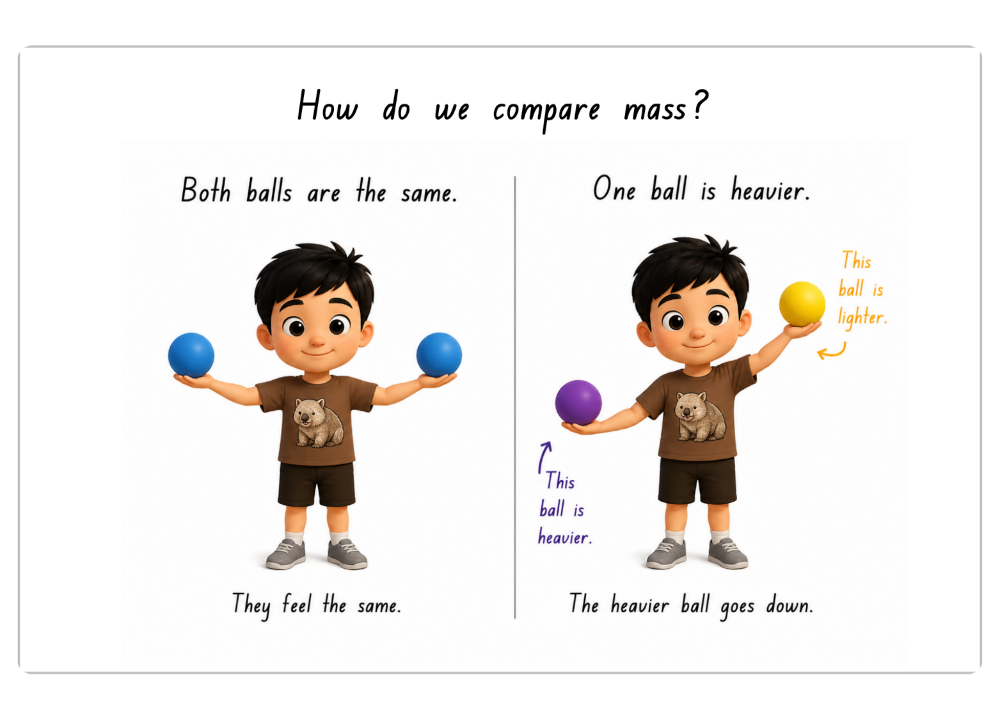 How do we compare mass?
Both balls are the same.
They feel the same.
One ball is heavier.
This
ball is
lighter.
This
ball is
heavier.
The heavier ball goes down.